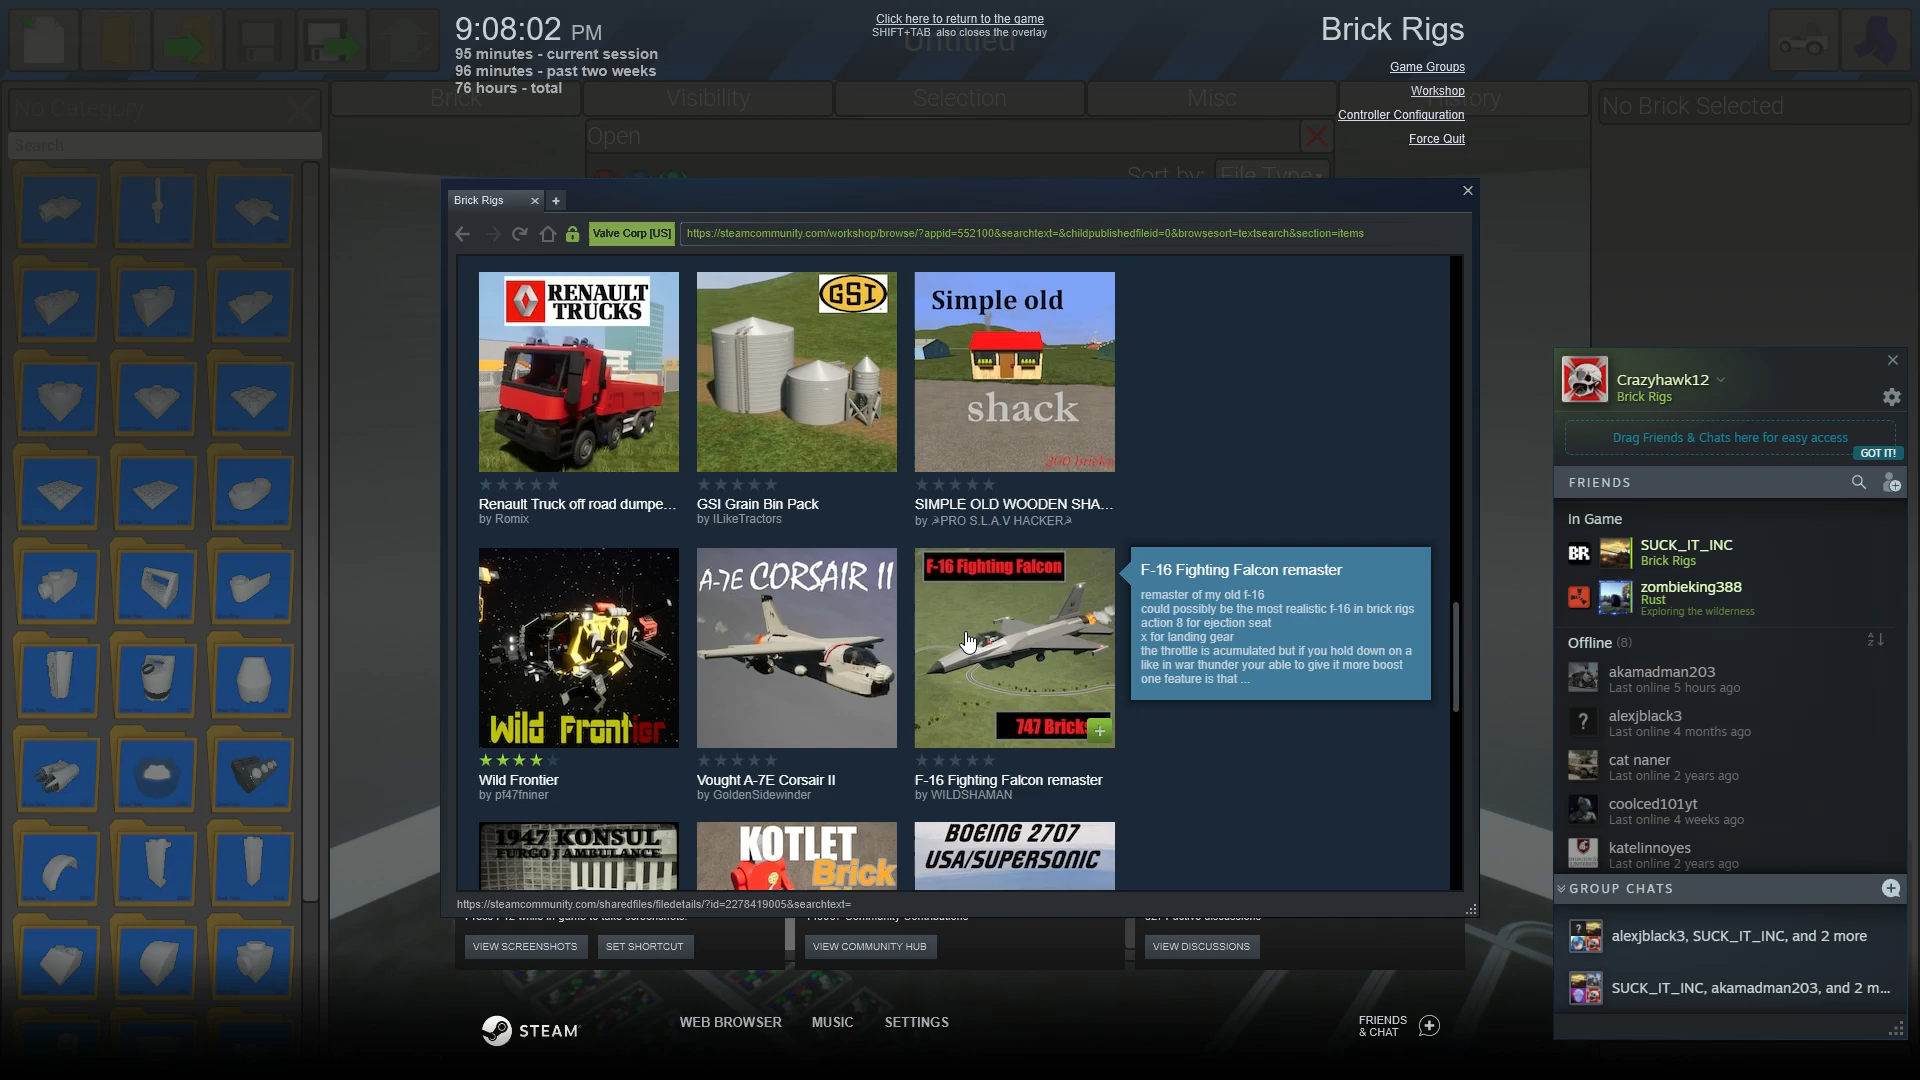 9:08:02 PM
95 minutes - current session
96 minutes - past two weeks
76 hours - total
Click here to return to the game
SHIFT+TAB also closes the overlay
Untitled
Brick Rigs
Game Groups
Workshop
Controller Configuration
Force Quit
No Category
Search
Brick
Visibility
Selection
Misc
History
No Brick Selected
Open
Sort by:
File Type
Brick Rigs
Valve Corp [US]
https://steamcommunity.com/workshop/browse/?appid=552100&searchtext=&childpublishedfileid=0&browsesort=textsearch&section=items
RENAULT
TRUCKS
GSI
Simple old
shack
200 bricks
Renault Truck off road dumpe...
by Romix
GSI Grain Bin Pack
by ILikeTractors
SIMPLE OLD WOODEN SHA...
by ☭PRO S.L.A.V HACKER☭
Wild Frontier
A-7E CORSAIR II
F-16 Fighting Falcon
747 Bricks
F-16 Fighting Falcon remaster
remaster of my old f-16
could possibly be the most realistic f-16 in brick rigs
action 8 for ejection seat
x for landing gear
the throttle is acumulated but if you hold down on a
like in war thunder your able to give it more boost
one feature is that ...
Wild Frontier
by pf47fniner
Vought A-7E Corsair II
by GoldenSidewinder
F-16 Fighting Falcon remaster
by WILDSHAMAN
1947 KONSUL
FURGO J AMBULANCE
KOTLET
Brick
BOEING 2707
USA/SUPERSONIC
https://steamcommunity.com/sharedfiles/filedetails/?id=2278419005&searchtext=
VIEW SCREENSHOTS
SET SHORTCUT
VIEW COMMUNITY HUB
VIEW DISCUSSIONS
STEAM
WEB BROWSER
MUSIC
SETTINGS
FRIENDS
& CHAT
Crazyhawk12
Brick Rigs
Drag Friends & Chats here for easy access
GOT IT!
FRIENDS
In Game
BR
SUCK_IT_INC
Brick Rigs
zombieking388
Rust
Exploring the wilderness
Offline (8)
akamadman203
Last online 5 hours ago
alexjblack3
Last online 4 months ago
cat naner
Last online 2 years ago
coolced101yt
Last online 4 weeks ago
katelinnoyes
Last online 2 years ago
GROUP CHATS
alexjblack3, SUCK_IT_INC, and 2 more
SUCK_IT_INC, akamadman203, and 2 m...